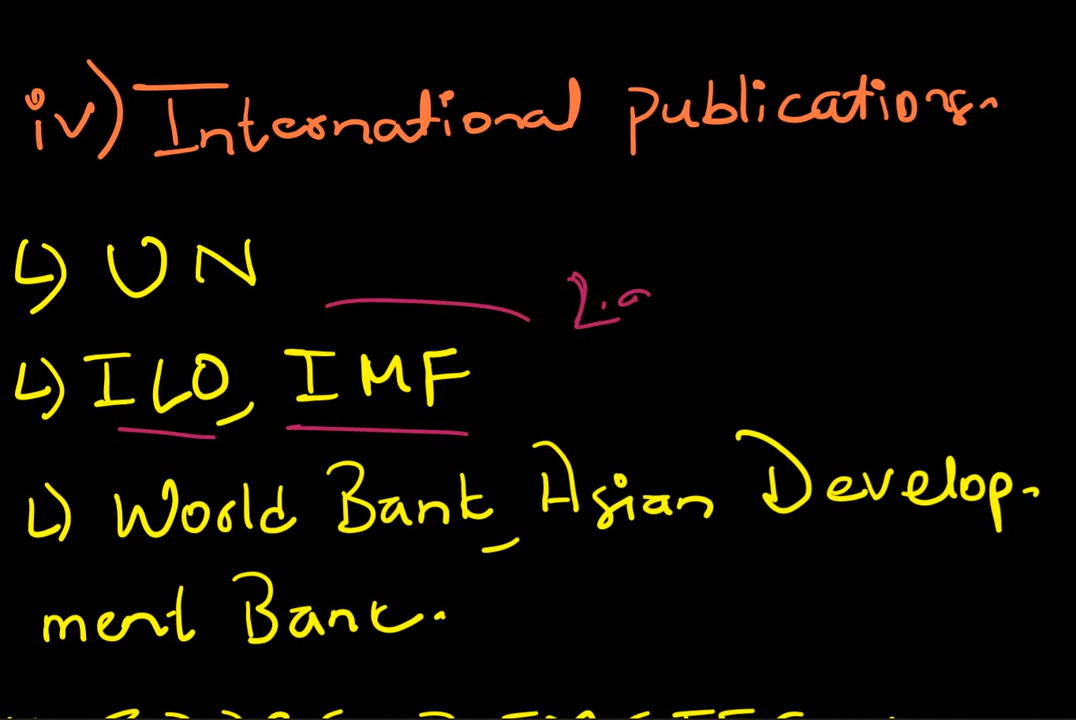 iv) International publications.
↳ UN
↳ ILO, IMF
↳ World Bank, Asian Develop-
ment Bank.